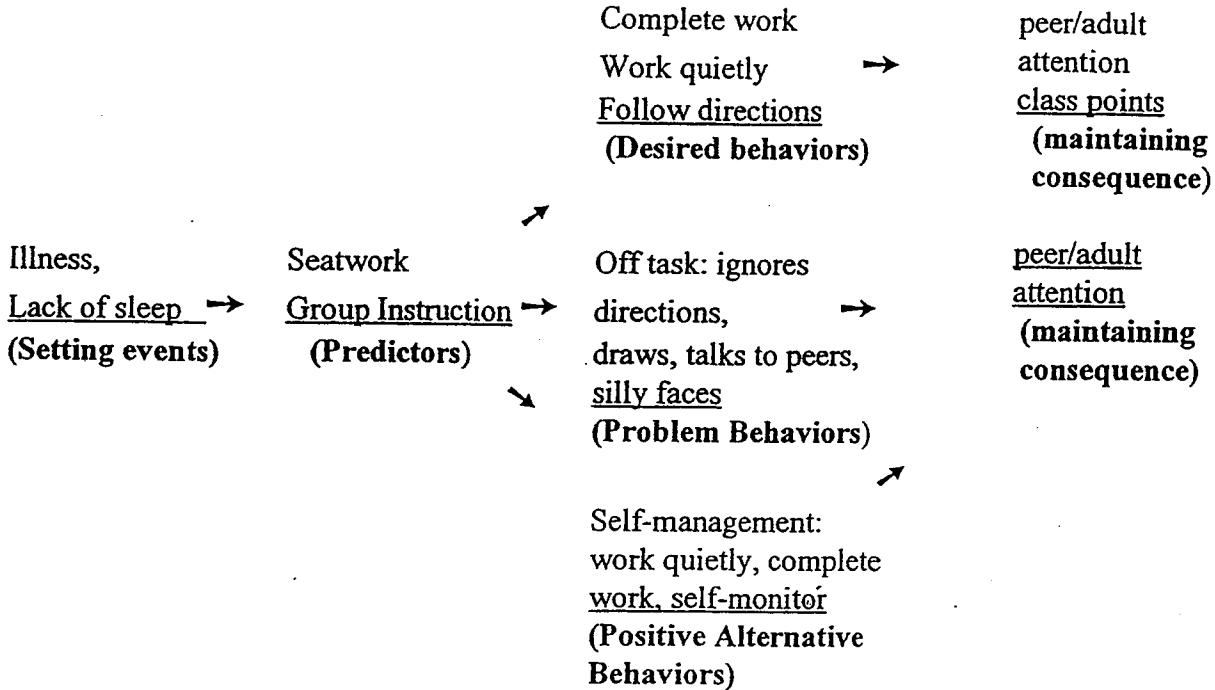 Complete work
Work quietly →
Follow directions
(Desired behaviors)
peer/adult
attention
class points
(maintaining
consequence)
Illness,
Lack of sleep →
(Setting events)
Seatwork
Group Instruction →
(Predictors)
Off task: ignores
directions, →
draws, talks to peers,
silly faces
(Problem Behaviors)
peer/adult
attention
(maintaining
consequence)
Self-management:
work quietly, complete
work, self-monitor
(Positive Alternative
Behaviors)